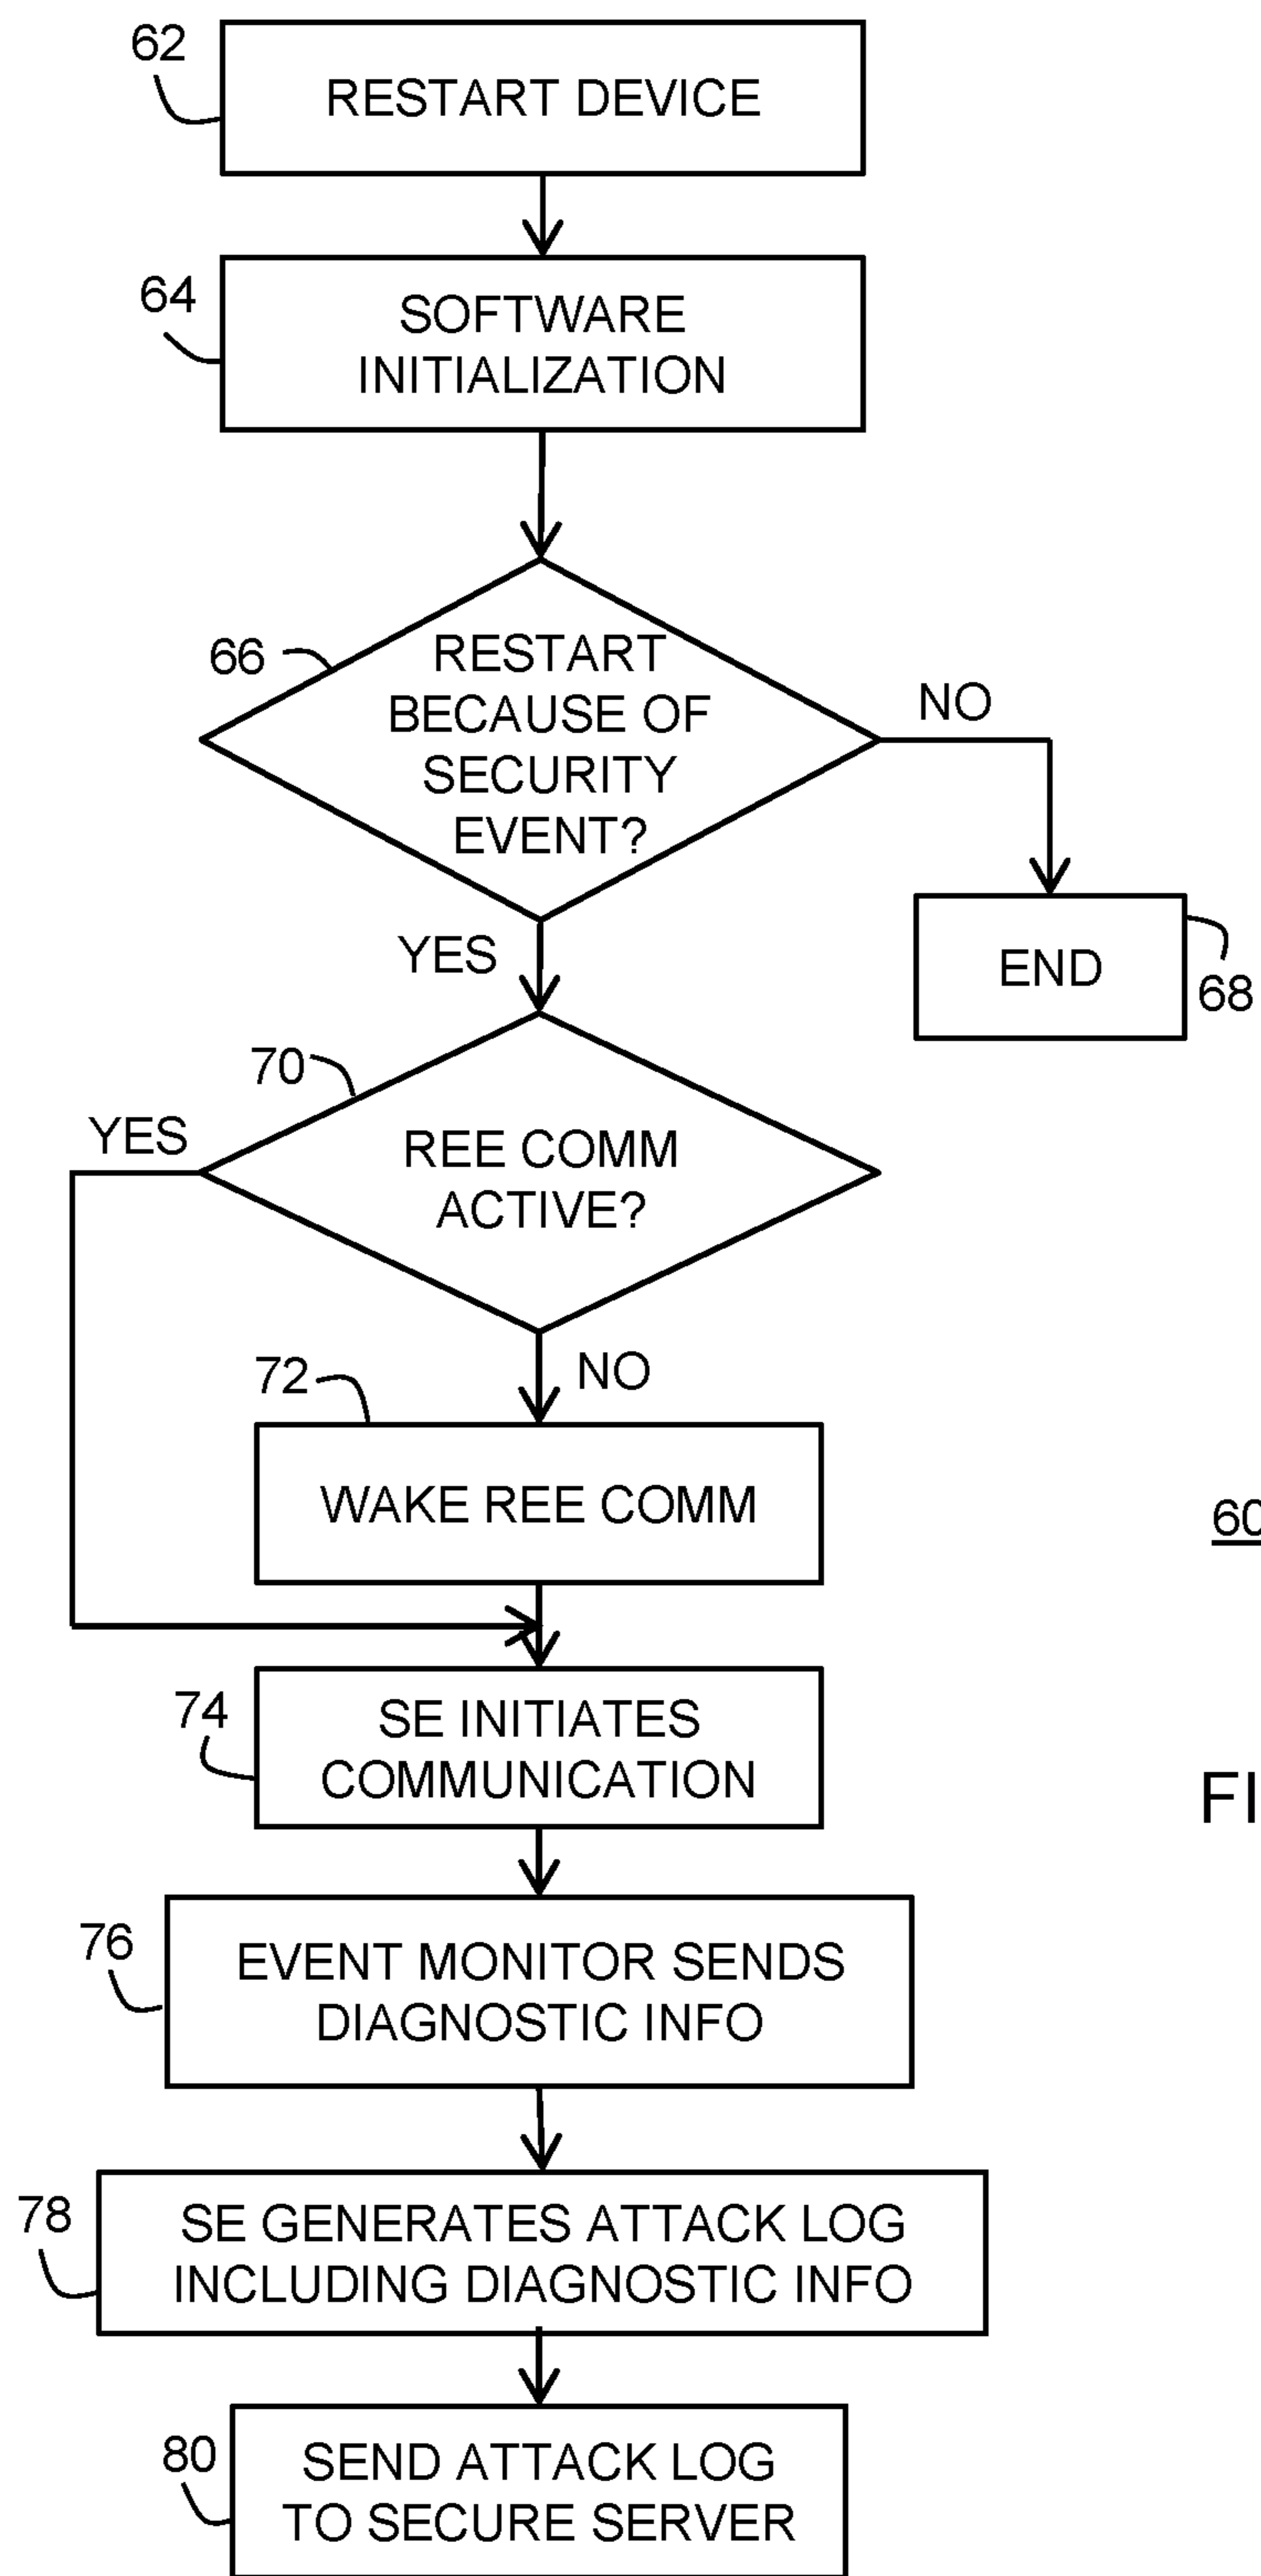 62
RESTART DEVICE
64
SOFTWARE
INITIALIZATION
66
RESTART
BECAUSE OF
SECURITY
EVENT?
NO
YES
END
68
70
YES
REE COMM
ACTIVE?
NO
72
WAKE REE COMM
60
74
SE INITIATES
COMMUNICATION
FI
76
EVENT MONITOR SENDS
DIAGNOSTIC INFO
78
SE GENERATES ATTACK LOG
INCLUDING DIAGNOSTIC INFO
80
SEND ATTACK LOG
TO SECURE SERVER